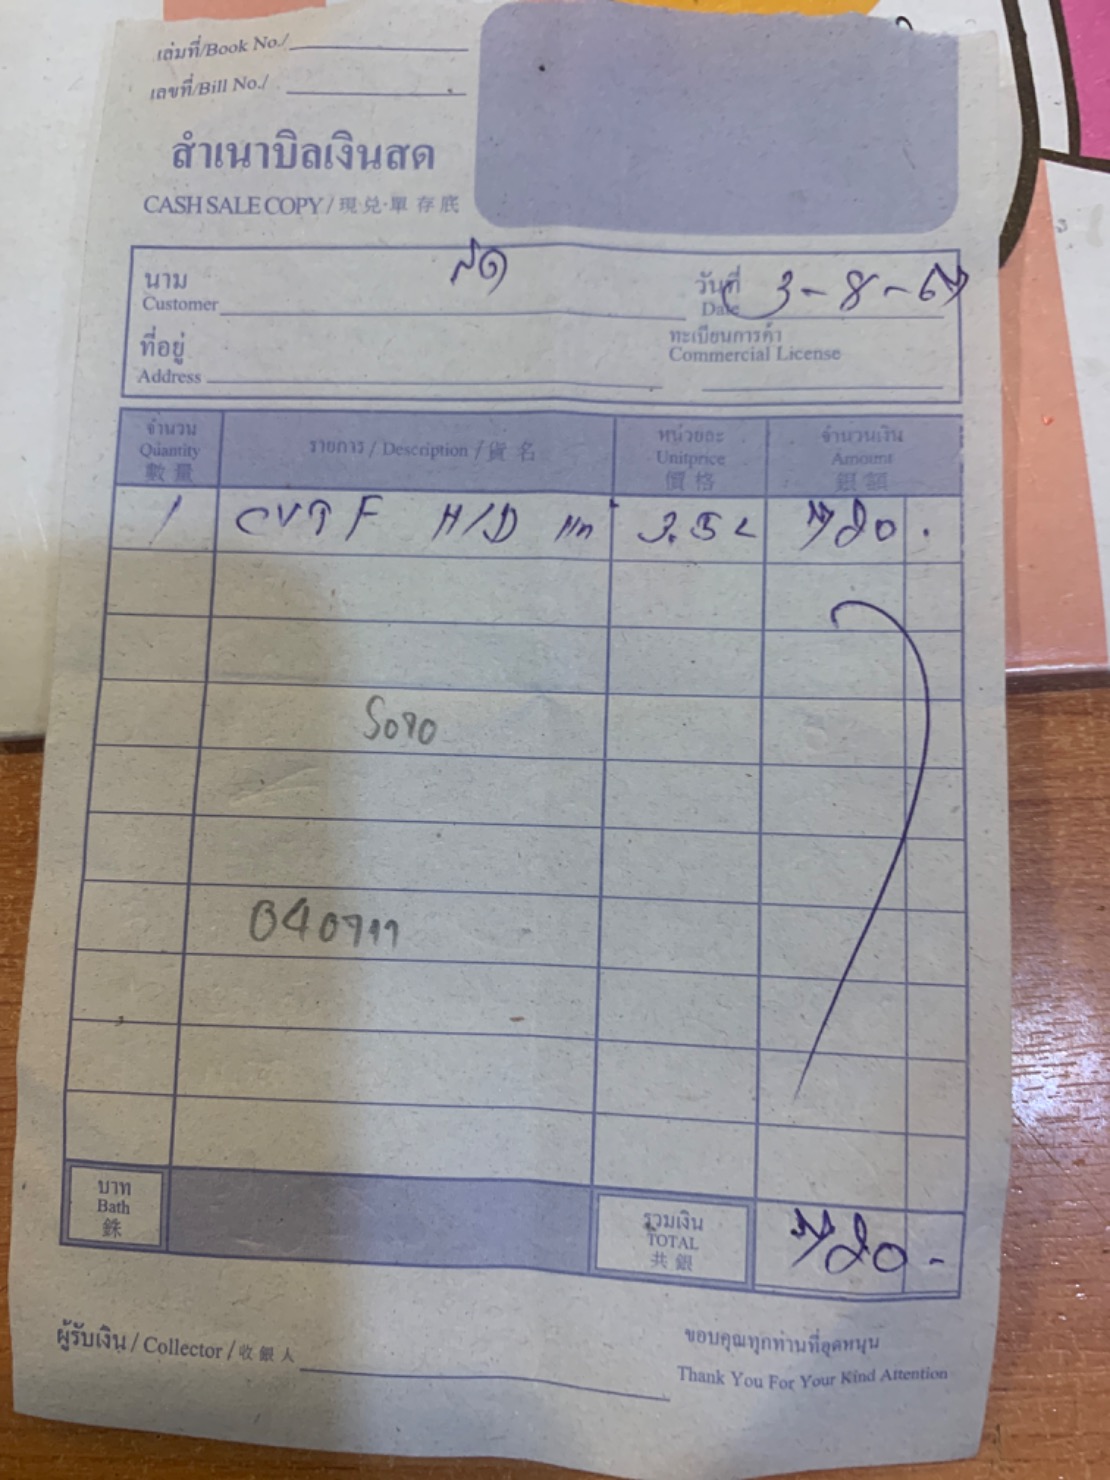 เล่มที่/Book No./
เลขที่/Bill No./
สำเนาบิลเงินสด
CASH SALE COPY / 現兑單存底
นาม
Customer
สด
วันที่
Date
3-8-67
ที่อยู่
Address
ทะเบียนการค้า
Commercial License
จำนวน
Quantity
數量
รายการ / Description / 貨名
หน่วยละ
Unitprice
價格
จำนวนเงิน
Amount
銀額
1 CVTF H/D 3.5L 720.
บาท
Bath
銖
รวมเงิน
TOTAL
共銀
720 -
ผู้รับเงิน / Collector / 收銀人
ขอบคุณทุกท่านที่อุดหนุน
Thank You For Your Kind Attention